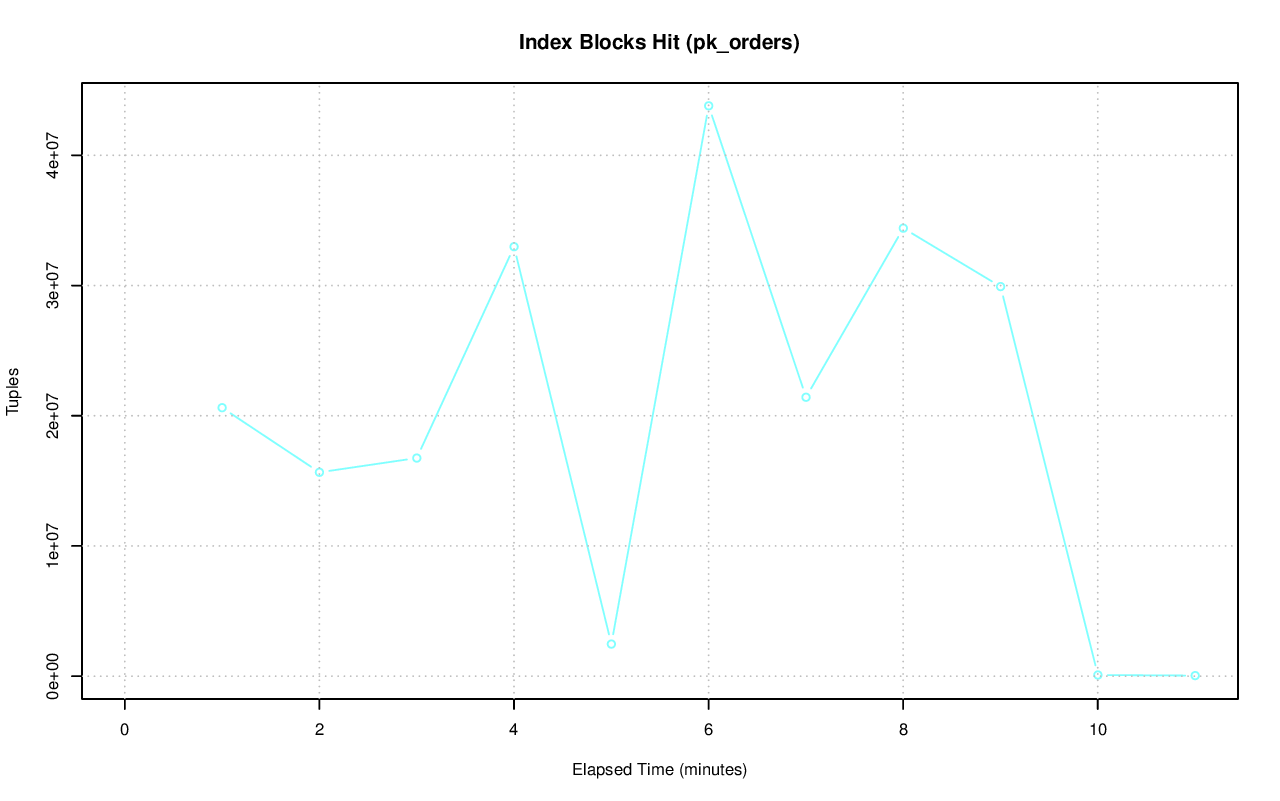 Index Blocks Hit (pk_orders)
Tuples
4e+07
3e+07
2e+07
1e+07
0e+00
0 2 4 6 8 10
Elapsed Time (minutes)